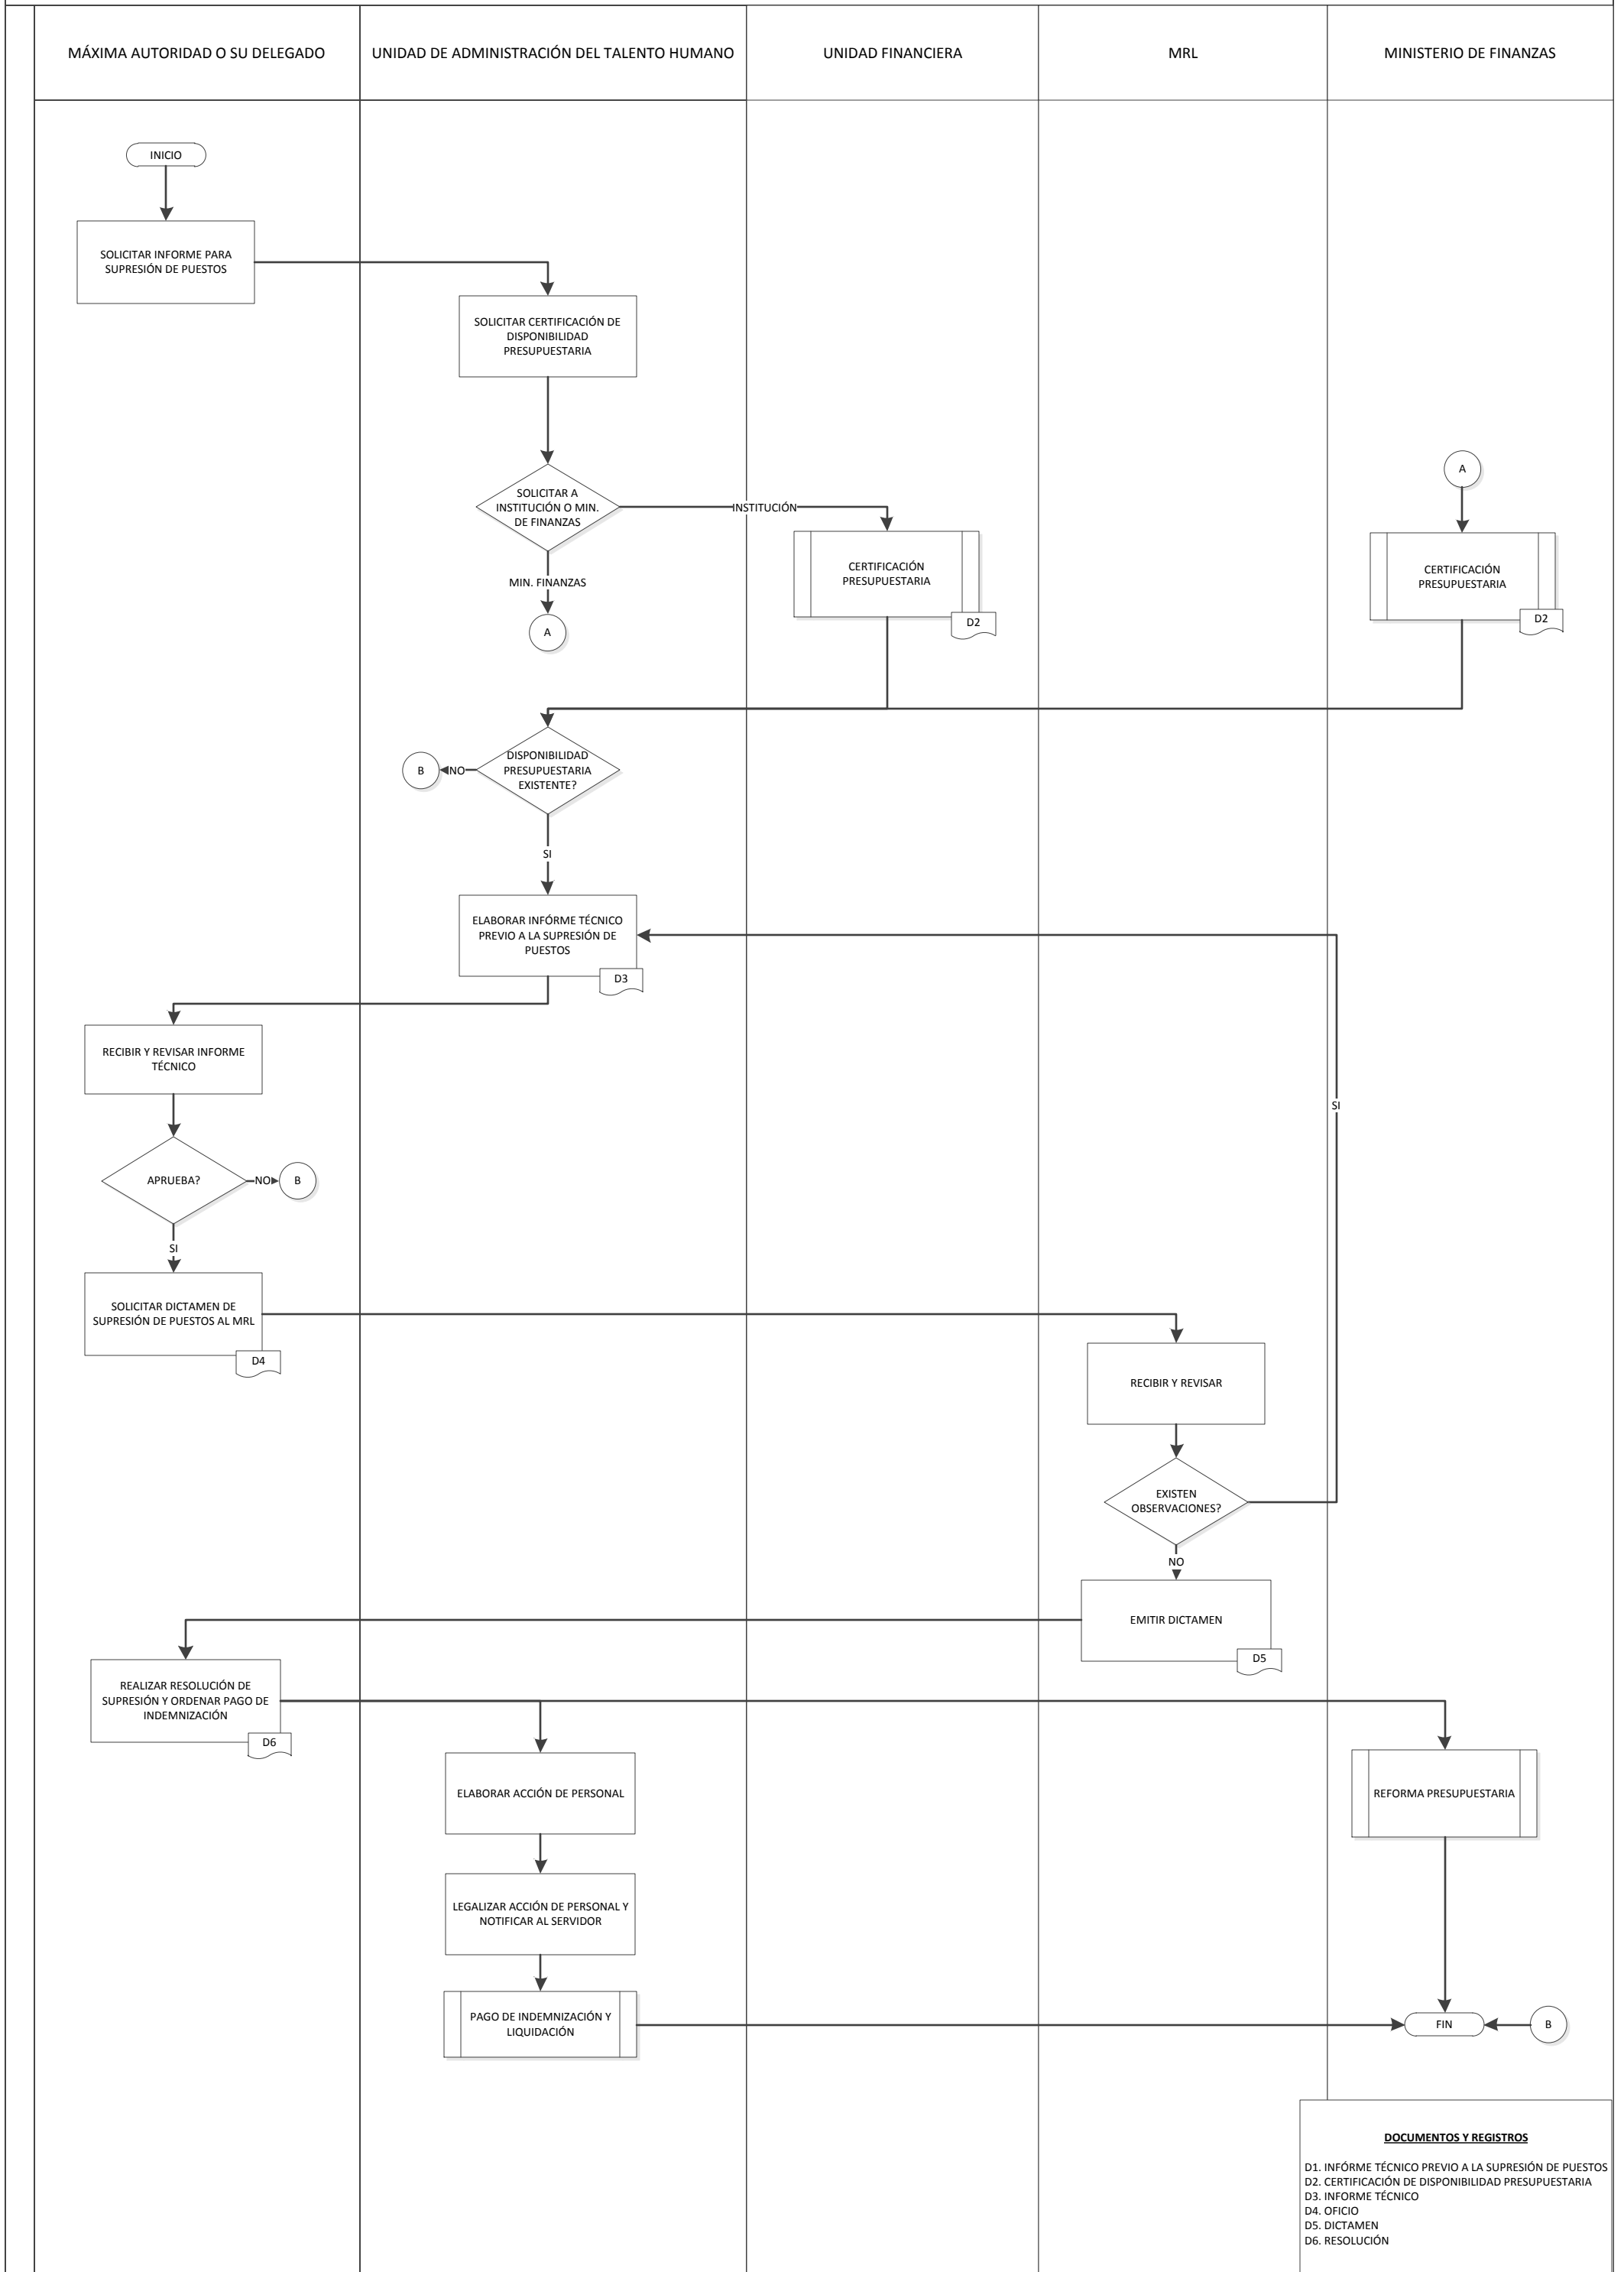 MÁXIMA AUTORIDAD O SU DELEGADO
UNIDAD DE ADMINISTRACIÓN DEL TALENTO HUMANO
UNIDAD FINANCIERA
MRL
MINISTERIO DE FINANZAS
INICIO
SOLICITAR INFORME PARA
SUPRESIÓN DE PUESTOS
SOLICITAR CERTIFICACIÓN DE
DISPONIBILIDAD
PRESUPUESTARIA
SOLICITAR A
INSTITUCIÓN O MIN.
DE FINANZAS
INSTITUCIÓN
MIN. FINANZAS
A
CERTIFICACIÓN
PRESUPUESTARIA
D2
A
CERTIFICACIÓN
PRESUPUESTARIA
D2
DISPONIBILIDAD
PRESUPUESTARIA
EXISTENTE?
NO
B
SI
ELABORAR INFÓRME TÉCNICO
PREVIO A LA SUPRESIÓN DE
PUESTOS
D3
RECIBIR Y REVISAR INFORME
TÉCNICO
APRUEBA?
NO
B
SI
SOLICITAR DICTAMEN DE
SUPRESIÓN DE PUESTOS AL MRL
D4
RECIBIR Y REVISAR
EXISTEN
OBSERVACIONES?
SI
NO
EMITIR DICTAMEN
D5
REALIZAR RESOLUCIÓN DE
SUPRESIÓN Y ORDENAR PAGO DE
INDEMNIZACIÓN
D6
ELABORAR ACCIÓN DE PERSONAL
REFORMA PRESUPUESTARIA
LEGALIZAR ACCIÓN DE PERSONAL Y
NOTIFICAR AL SERVIDOR
PAGO DE INDEMNIZACIÓN Y
LIQUIDACIÓN
FIN
B
DOCUMENTOS Y REGISTROS
D1. INFÓRME TÉCNICO PREVIO A LA SUPRESIÓN DE PUESTOS
D2. CERTIFICACIÓN DE DISPONIBILIDAD PRESUPUESTARIA
D3. INFORME TÉCNICO
D4. OFICIO
D5. DICTAMEN
D6. RESOLUCIÓN